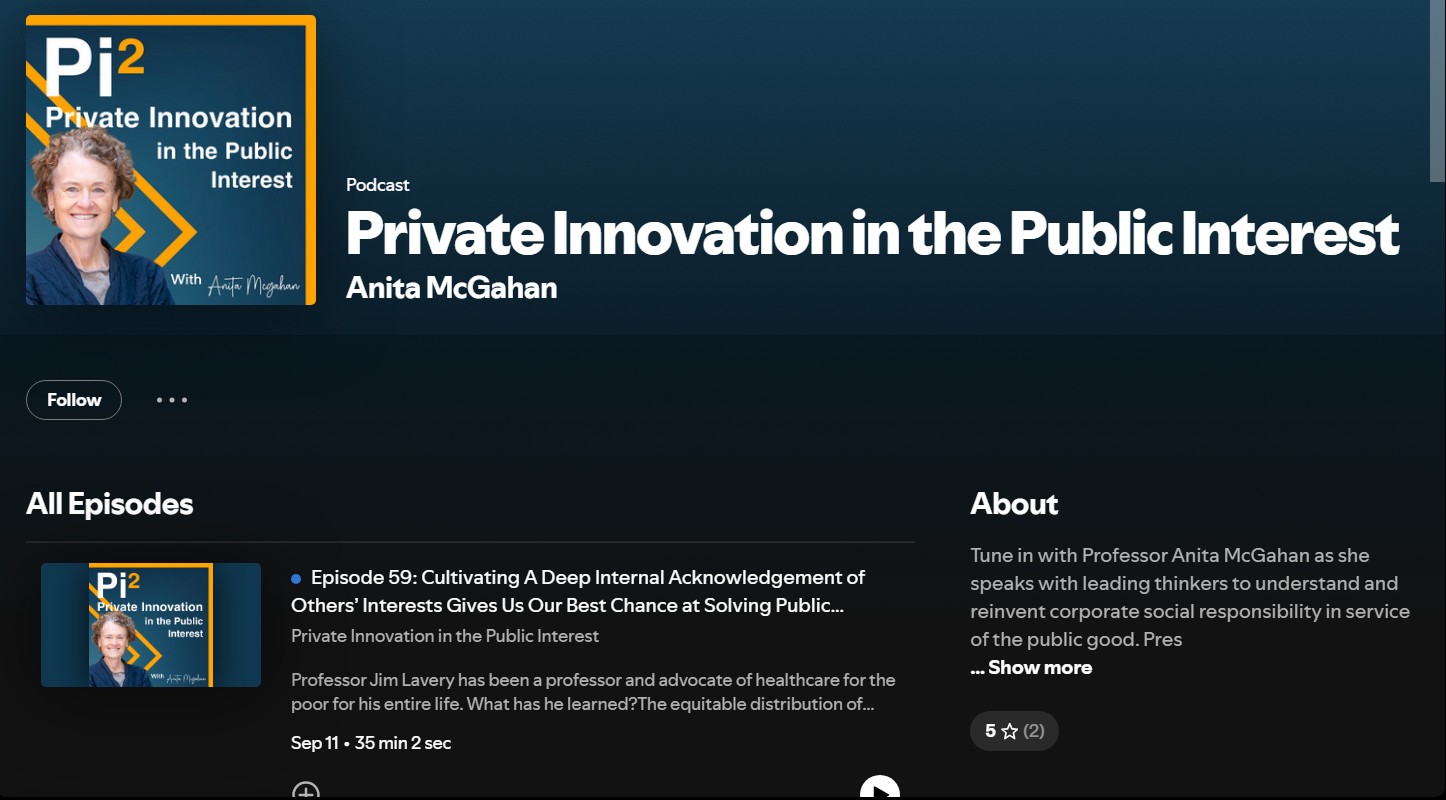 Pi²
Private Innovation
in the Public
Interest
With Anita Mcgahan
Podcast
Private Innovation in the Public Interest
Anita McGahan
Follow
All Episodes
Pi²
Private Innovation
in the Public
Interest
With Anita Mcgahan
Episode 59: Cultivating A Deep Internal Acknowledgement of
Others’ Interests Gives Us Our Best Chance at Solving Public...
Private Innovation in the Public Interest
Professor Jim Lavery has been a professor and advocate of healthcare for the
poor for his entire life. What has he learned?The equitable distribution of...
Sep 11 • 35 min 2 sec
About
Tune in with Professor Anita McGahan as she
speaks with leading thinkers to understand and
reinvent corporate social responsibility in service
of the public good. Pres
... Show more
5 ☆ (2)